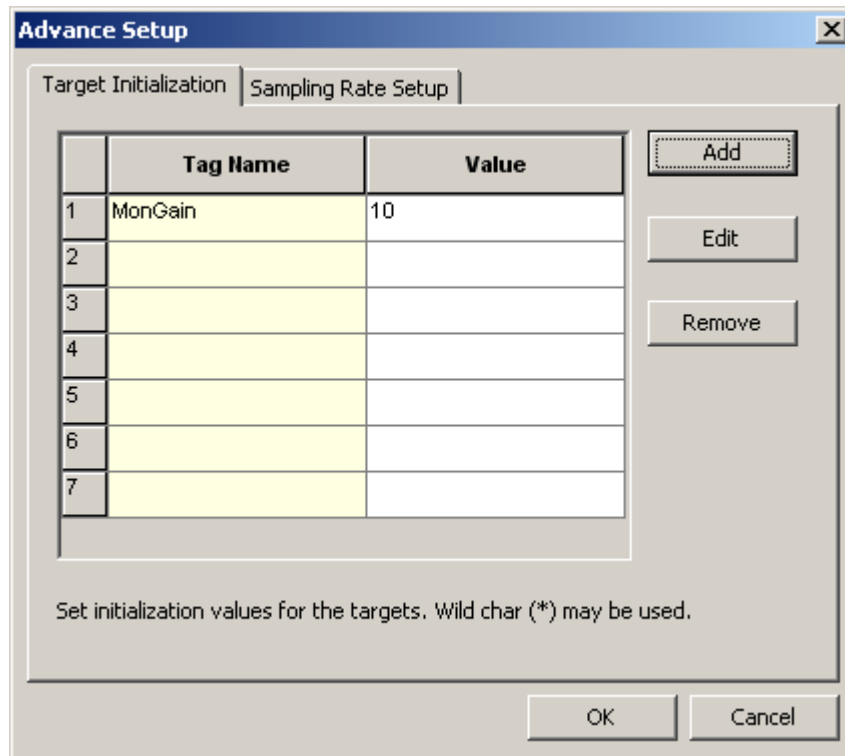 Advance Setup
Target Initialization
Sampling Rate Setup
Tag Name
Value
Add
1
MonGain
10
2
Edit
3
Remove
4
5
6
7
Set initialization values for the targets. Wild char (*) may be used.
OK
Cancel